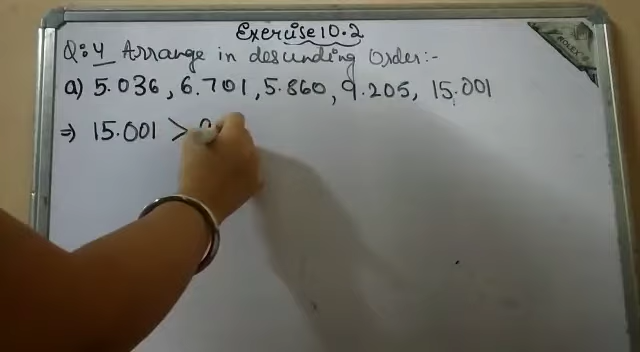 Exercise 10.2
Q:4 Arrange in descending Order:-
a) 5.036, 6.701, 5.860, 9.205, 15.001
⇒ 15.001 >